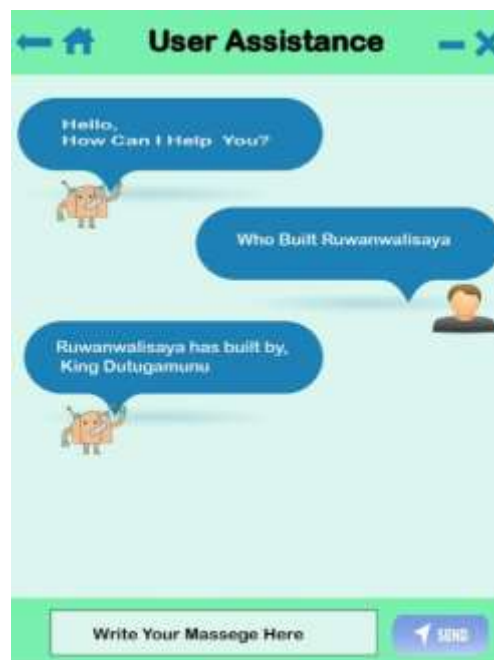 User Assistance
Hello,
How Can I Help You?
Who Built Ruwanwalisaya
Ruwanwalisaya has built by,
King Dutugamunu
Write Your Massege Here
SEND